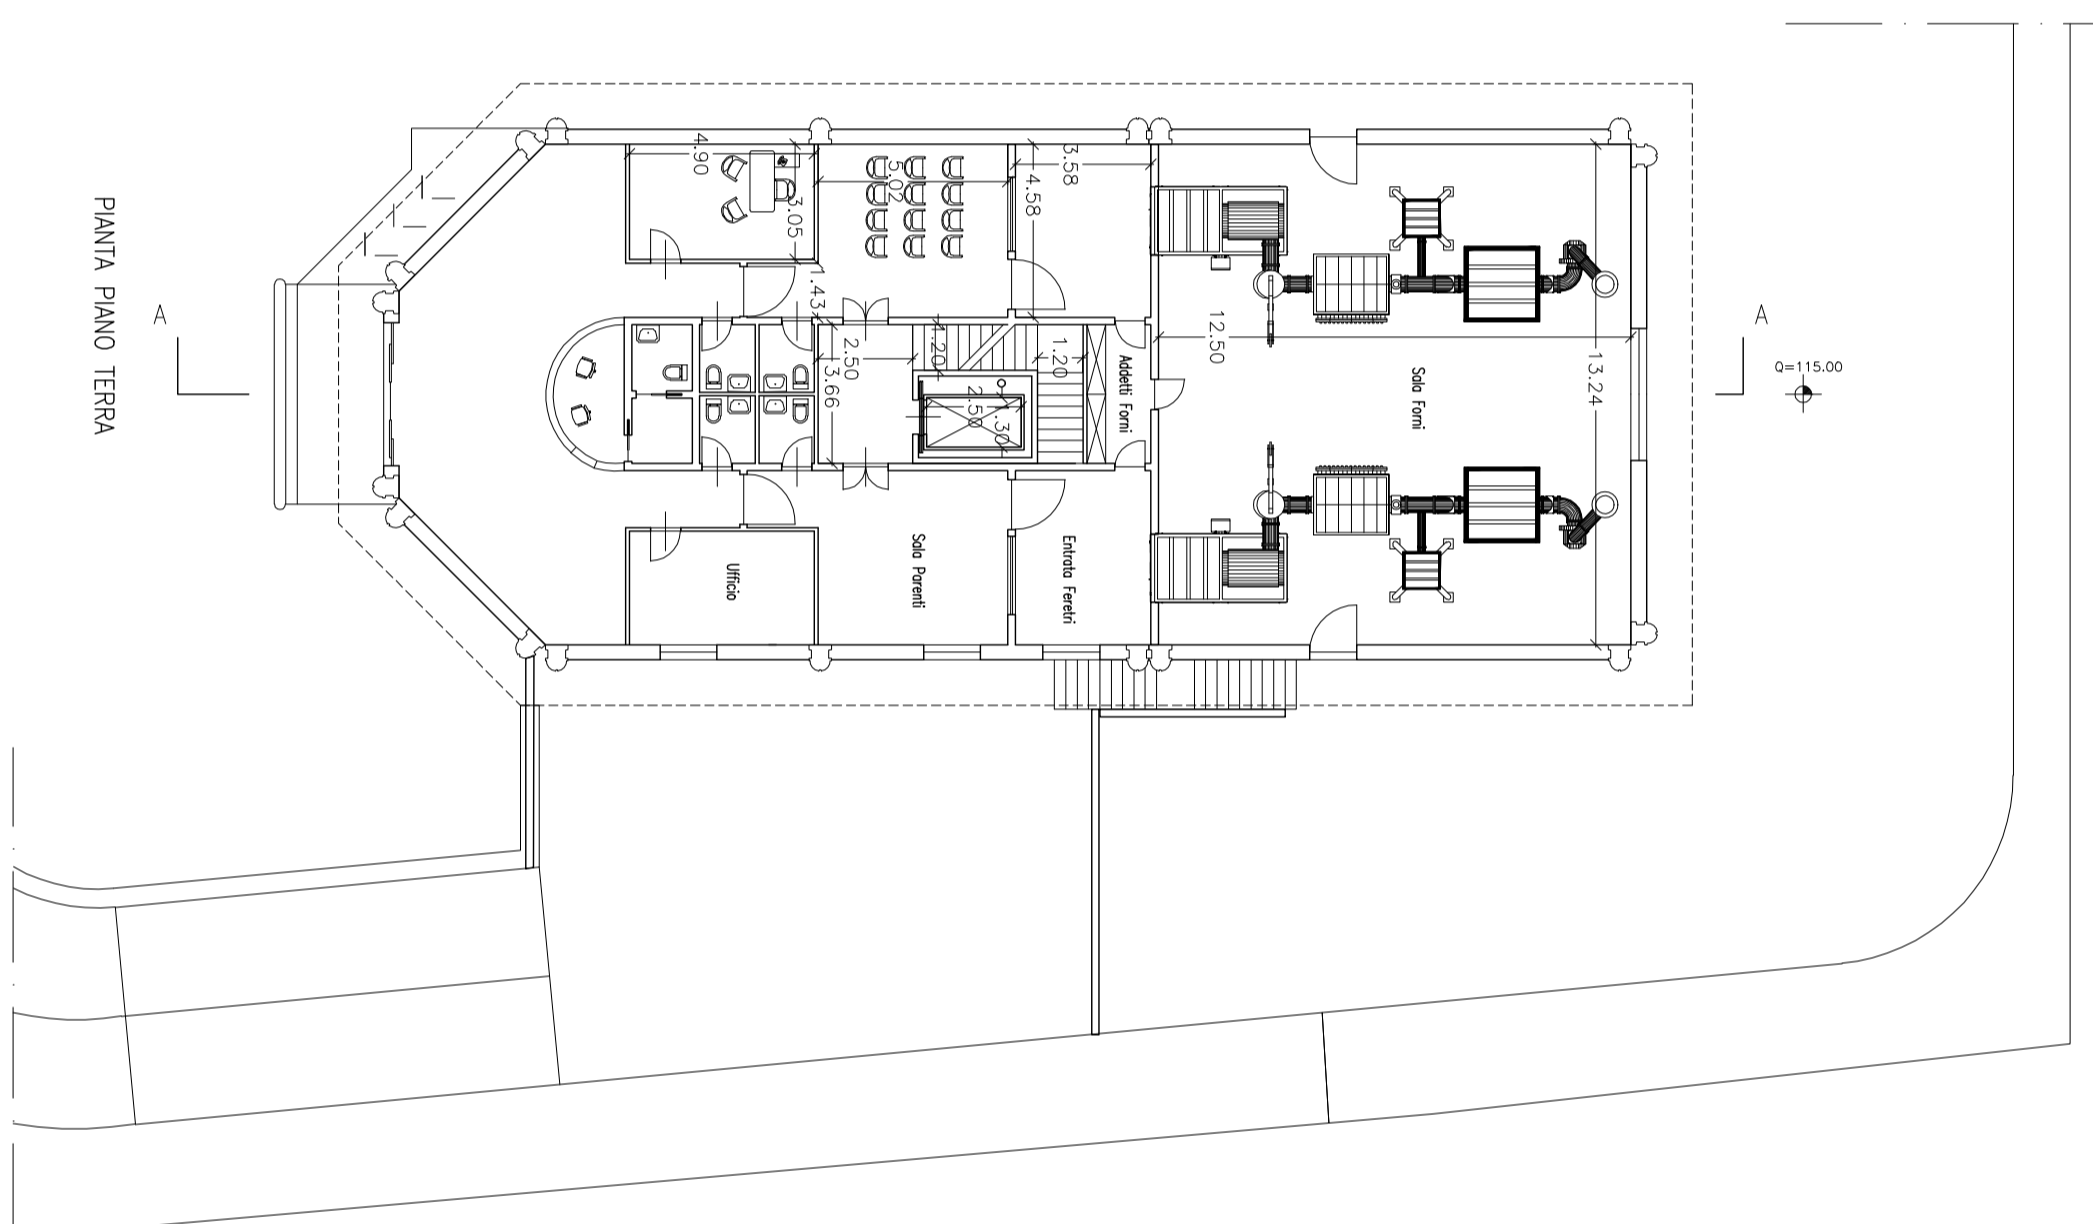 PIANTA PIANO TERRA
A
A
Q=115.00
4.90
3.05
5.02
3.58
4.58
1.43
2.50
3.66
1.20
1.20
2.50
1.30
12.50
13.24
Addetti Forni
Sala Forni
Ufficio
Sala Parenti
Entrata Feretri